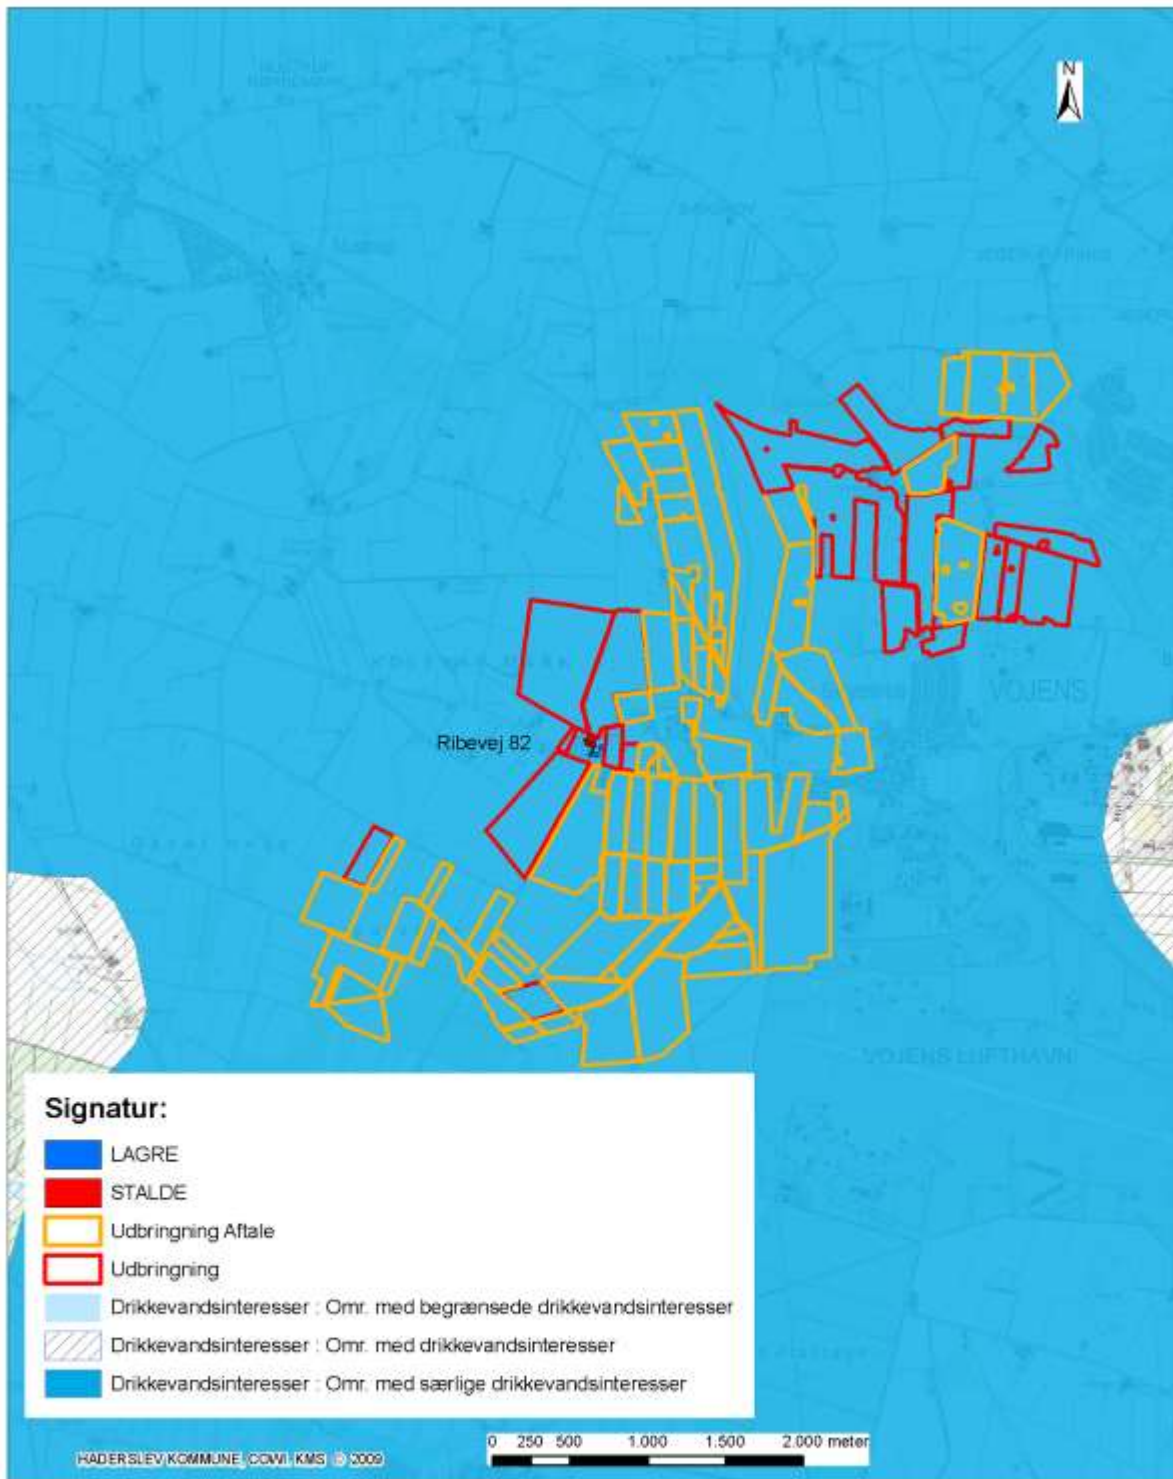 N
VOJENS
Ribevej 82
VOJENS LUFTHAVN
Signatur:
LAGRE
STALDE
Udbringning Aftale
Udbringning
Drikkevandsinteresser : Omr. med begrænsede drikkevandsinteresser
Drikkevandsinteresser : Omr. med drikkevandsinteresser
Drikkevandsinteresser : Omr. med særlige drikkevandsinteresser
0 250 500 1.000 1.500 2.000 meter
HADERSLEV KOMMUNE, COWI, KMS © 2009